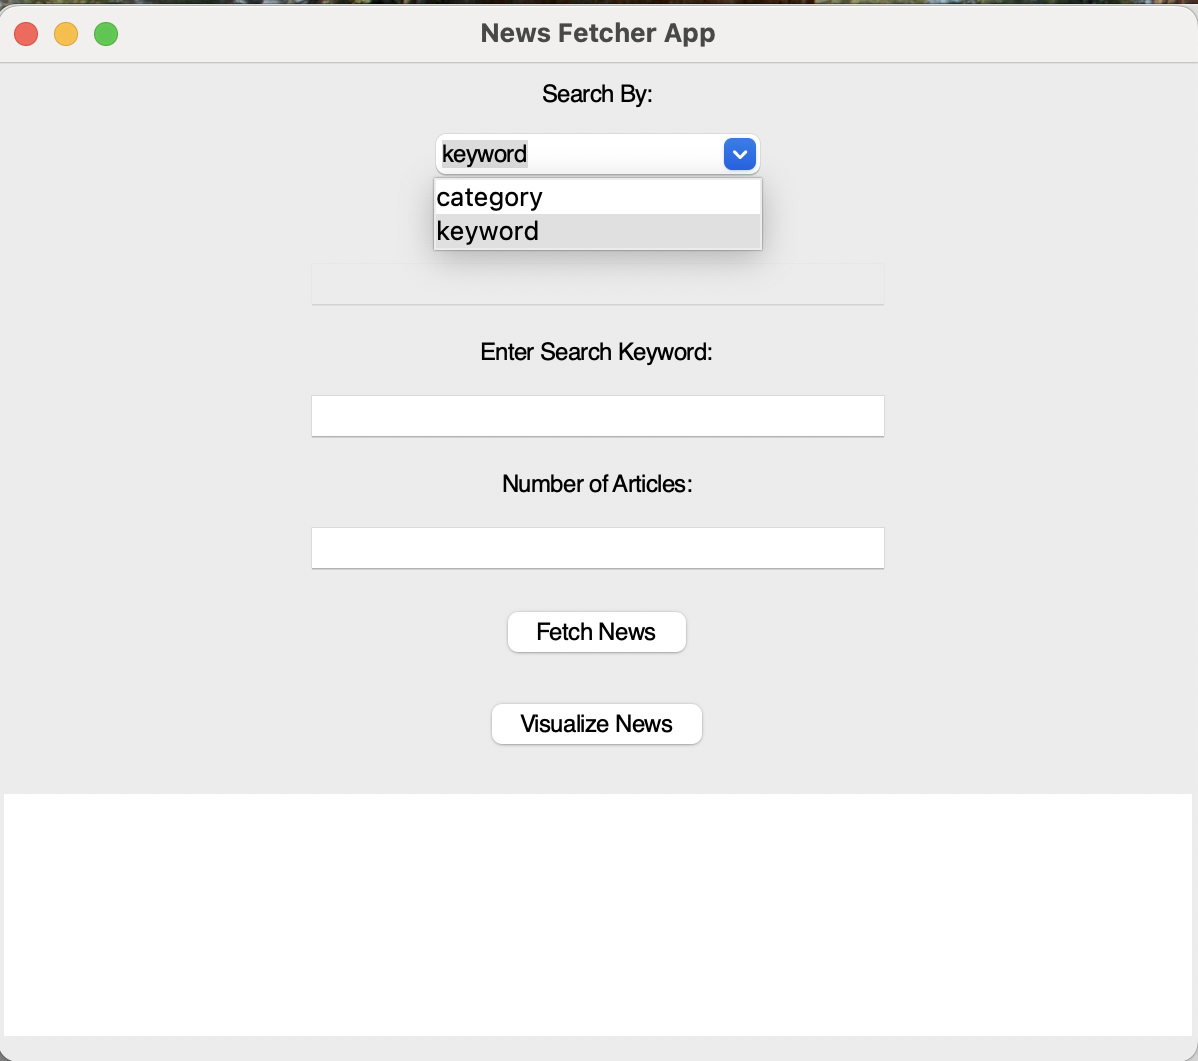 News Fetcher App
Search By:
keyword
category
keyword
Enter Search Keyword:
Number of Articles:
Fetch News
Visualize News